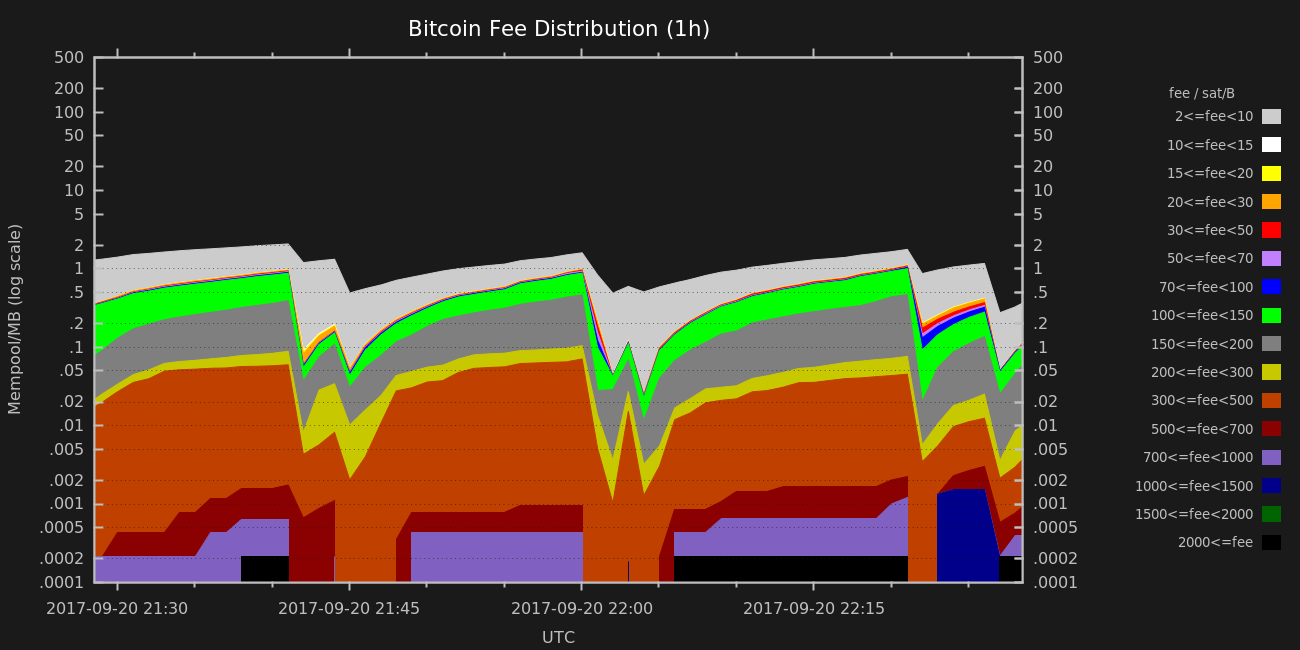 Bitcoin Fee Distribution (1h)
Mempool/MB (log scale)
500
200
100
50
20
10
5
2
1
.5
.2
.1
.05
.02
.01
.005
.002
.001
.0005
.0002
.0001
500
200
100
50
20
10
5
2
1
.5
.2
.1
.05
.02
.01
.005
.002
.001
.0005
.0002
.0001
2017-09-20 21:30
2017-09-20 21:45
2017-09-20 22:00
2017-09-20 22:15
UTC
fee / sat/B
2<=fee<10
10<=fee<15
15<=fee<20
20<=fee<30
30<=fee<50
50<=fee<70
70<=fee<100
100<=fee<150
150<=fee<200
200<=fee<300
300<=fee<500
500<=fee<700
700<=fee<1000
1000<=fee<1500
1500<=fee<2000
2000<=fee